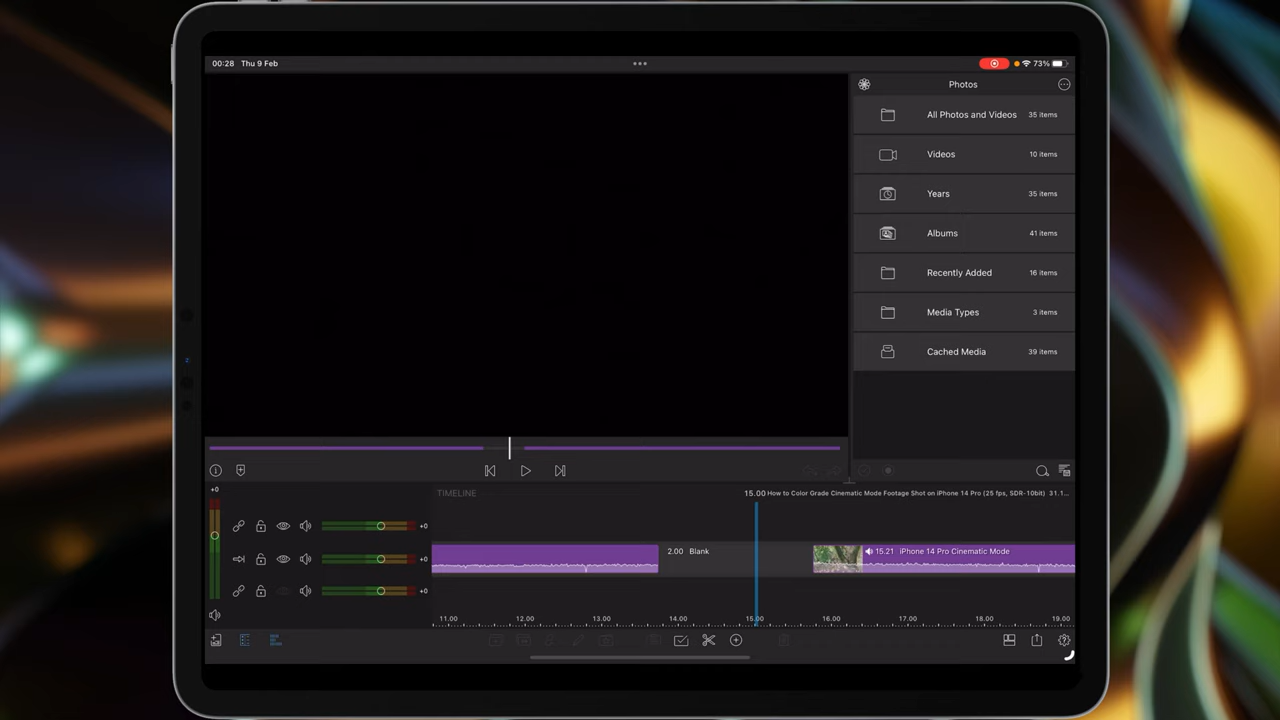 00:28 Thu 9 Feb
73%
Photos
All Photos and Videos 35 items
Videos 10 items
Years 35 items
Albums 41 items
Recently Added 16 items
Media Types 3 items
Cached Media 39 items
+0
TIMELINE
15.00 How to Color Grade Cinematic Mode Footage Shot on iPhone 14 Pro (25 fps, SDR-10bit) 31.1...
+0
2.00 Blank
15.21 iPhone 14 Pro Cinematic Mode
+0
+0
11.00 12.00 13.00 14.00 15.00 16.00 17.00 18.00 19.00